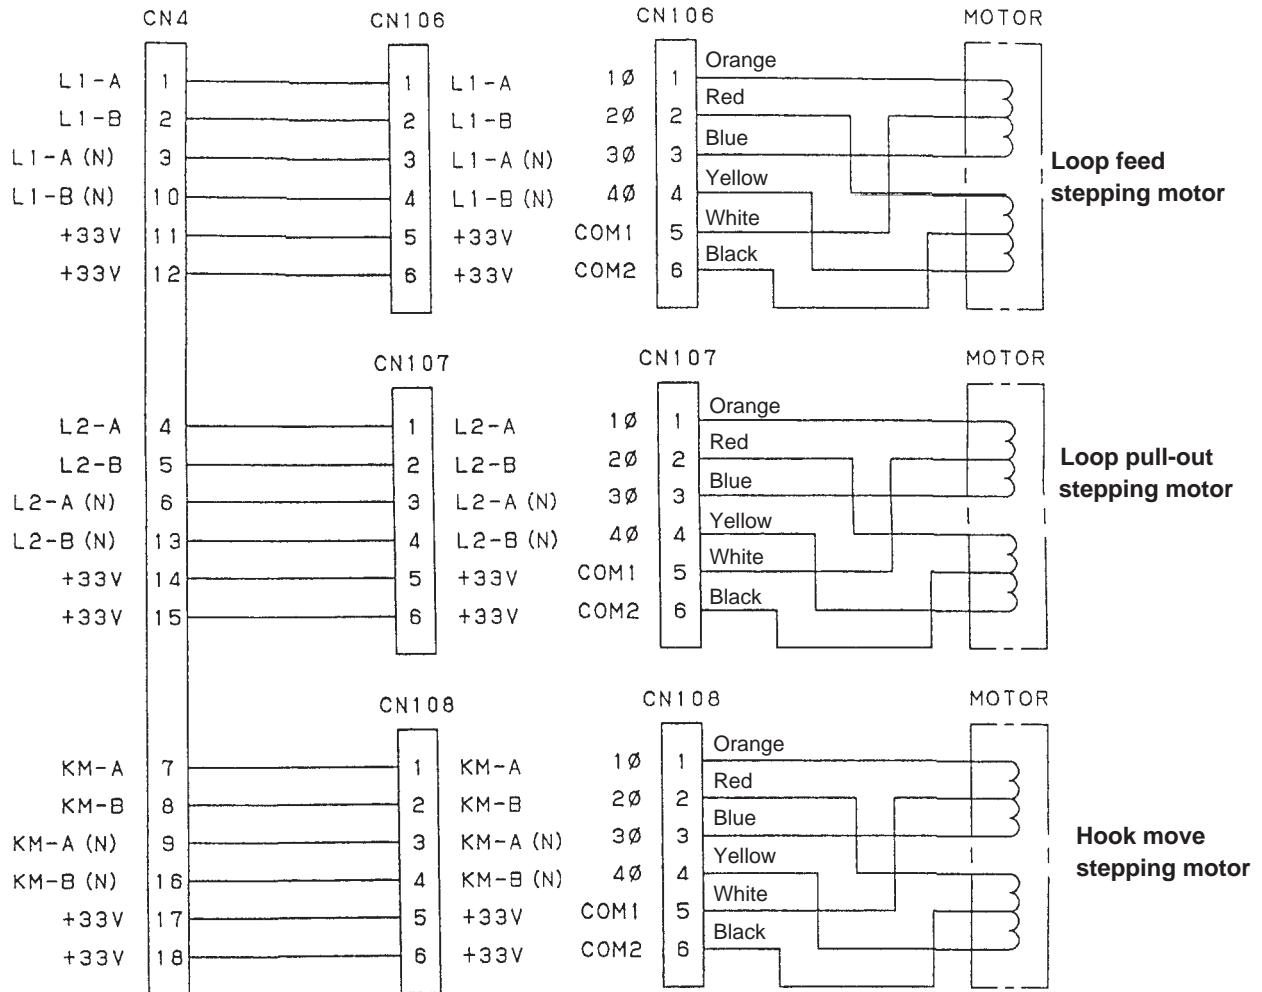 CN4 CN106 CN106 MOTOR
L1-A 1 1 L1-A 1Ø 1 Orange
L1-B 2 2 L1-B 2Ø 2 Red
L1-A (N) 3 3 L1-A (N) 3Ø 3 Blue
L1-B (N) 10 4 L1-B (N) 4Ø 4 Yellow
+33V 11 5 +33V COM1 5 White
+33V 12 6 +33V COM2 6 Black
Loop feed
stepping motor
CN107 CN107 MOTOR
L2-A 4 1 L2-A 1Ø 1 Orange
L2-B 5 2 L2-B 2Ø 2 Red
L2-A (N) 6 3 L2-A (N) 3Ø 3 Blue
L2-B (N) 13 4 L2-B (N) 4Ø 4 Yellow
+33V 14 5 +33V COM1 5 White
+33V 15 6 +33V COM2 6 Black
Loop pull-out
stepping motor
CN108 CN108 MOTOR
KM-A 7 1 KM-A 1Ø 1 Orange
KM-B 8 2 KM-B 2Ø 2 Red
KM-A (N) 9 3 KM-A (N) 3Ø 3 Blue
KM-B (N) 16 4 KM-B (N) 4Ø 4 Yellow
+33V 17 5 +33V COM1 5 White
+33V 18 6 +33V COM2 6 Black
Hook move
stepping motor